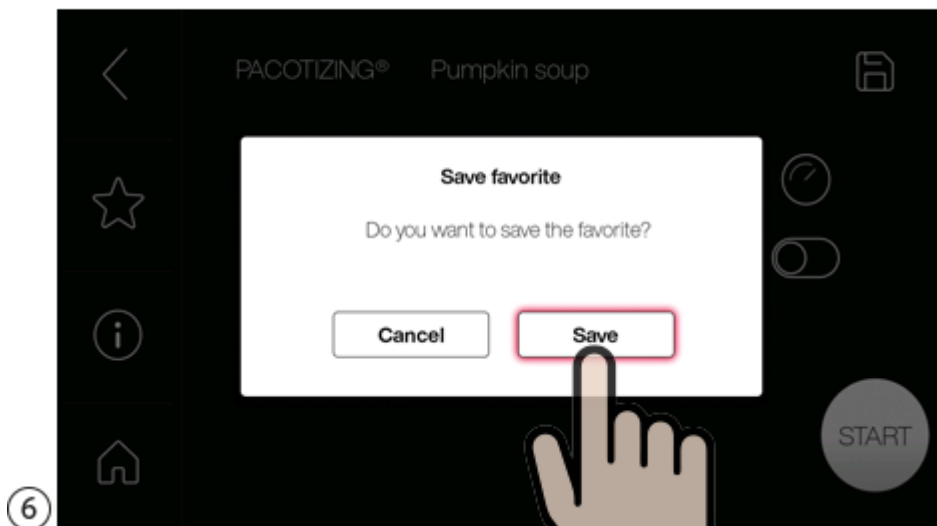 PACOTIZING® Pumpkin soup
Save favorite
Do you want to save the favorite?
Cancel Save
START
6